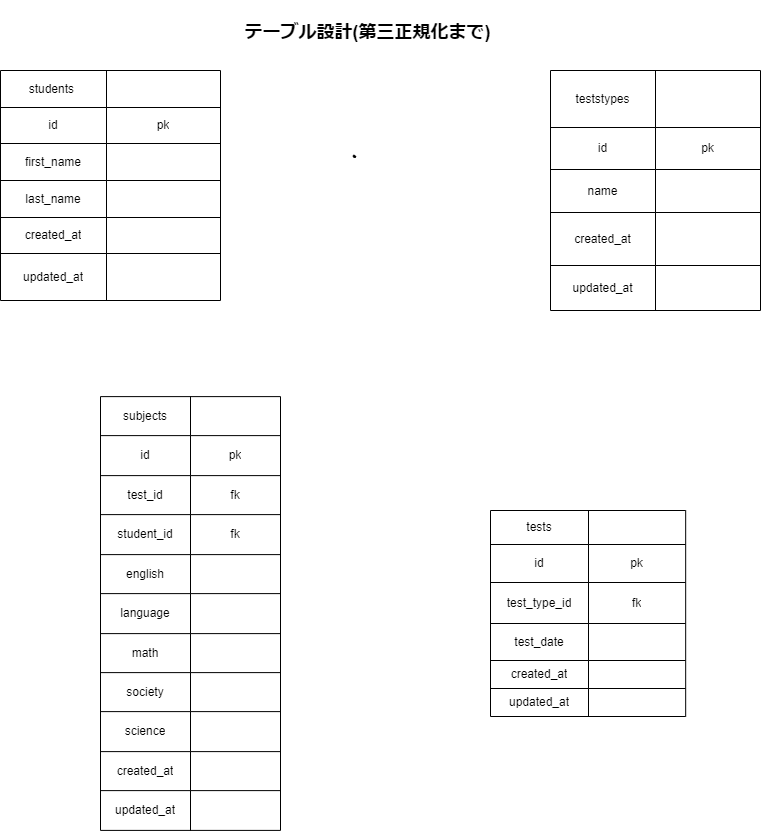 テーブル設計(第三正規化まで)
students
id pk
first_name
last_name
created_at
updated_at
teststypes
id pk
name
created_at
updated_at
subjects
id pk
test_id fk
student_id fk
english
language
math
society
science
created_at
updated_at
tests
id pk
test_type_id fk
test_date
created_at
updated_at